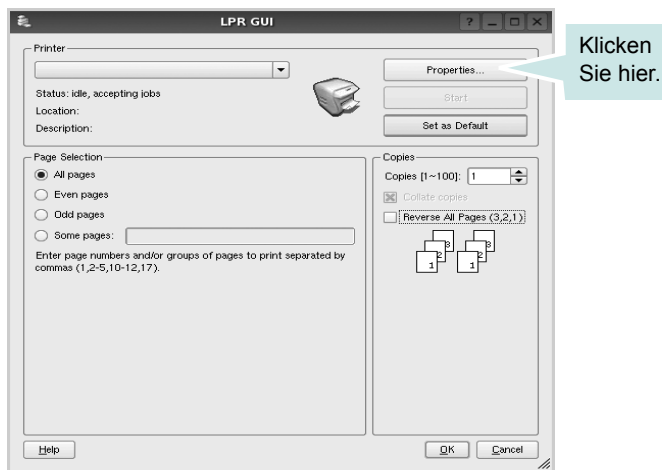 LPR GUI
Klicken
Sie hier.
Printer
Properties...
Status: idle, accepting jobs
Start
Location:
Description:
Set as Default
Page Selection
All pages
Even pages
Odd pages
Some pages:
Enter page numbers and/or groups of pages to print separated by
commas (1,2-5,10-12,17).
Copies
Copies [1~100]: 1
Collate copies
Reverse All Pages (3,2,1)
3 3
2 2
1 1
Help
OK
Cancel